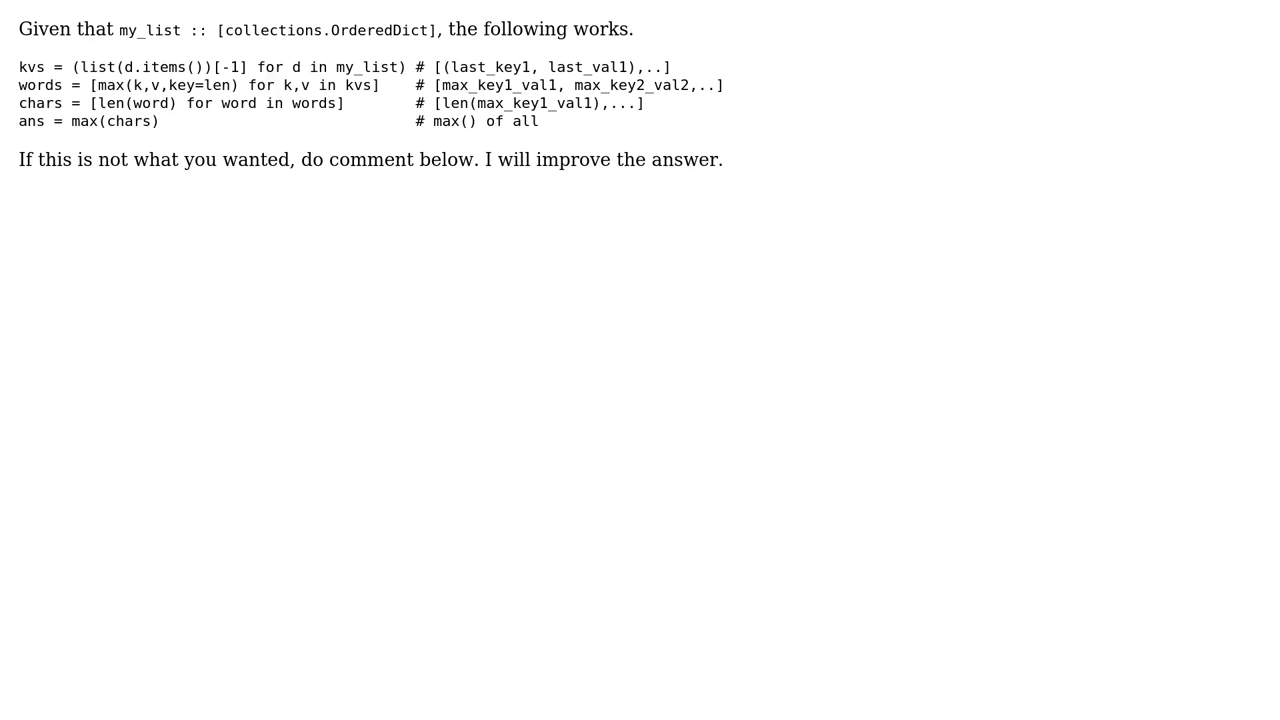 Given that my_list :: [collections.OrderedDict], the following works.
kvs = (list(d.items())[-1] for d in my_list) # [(last_key1, last_val1),..]
words = [max(k,v,key=len) for k,v in kvs]    # [max_key1_val1, max_key2_val2,..]
chars = [len(word) for word in words]        # [len(max_key1_val1),...]
ans = max(chars)                             # max() of all
If this is not what you wanted, do comment below. I will improve the answer.